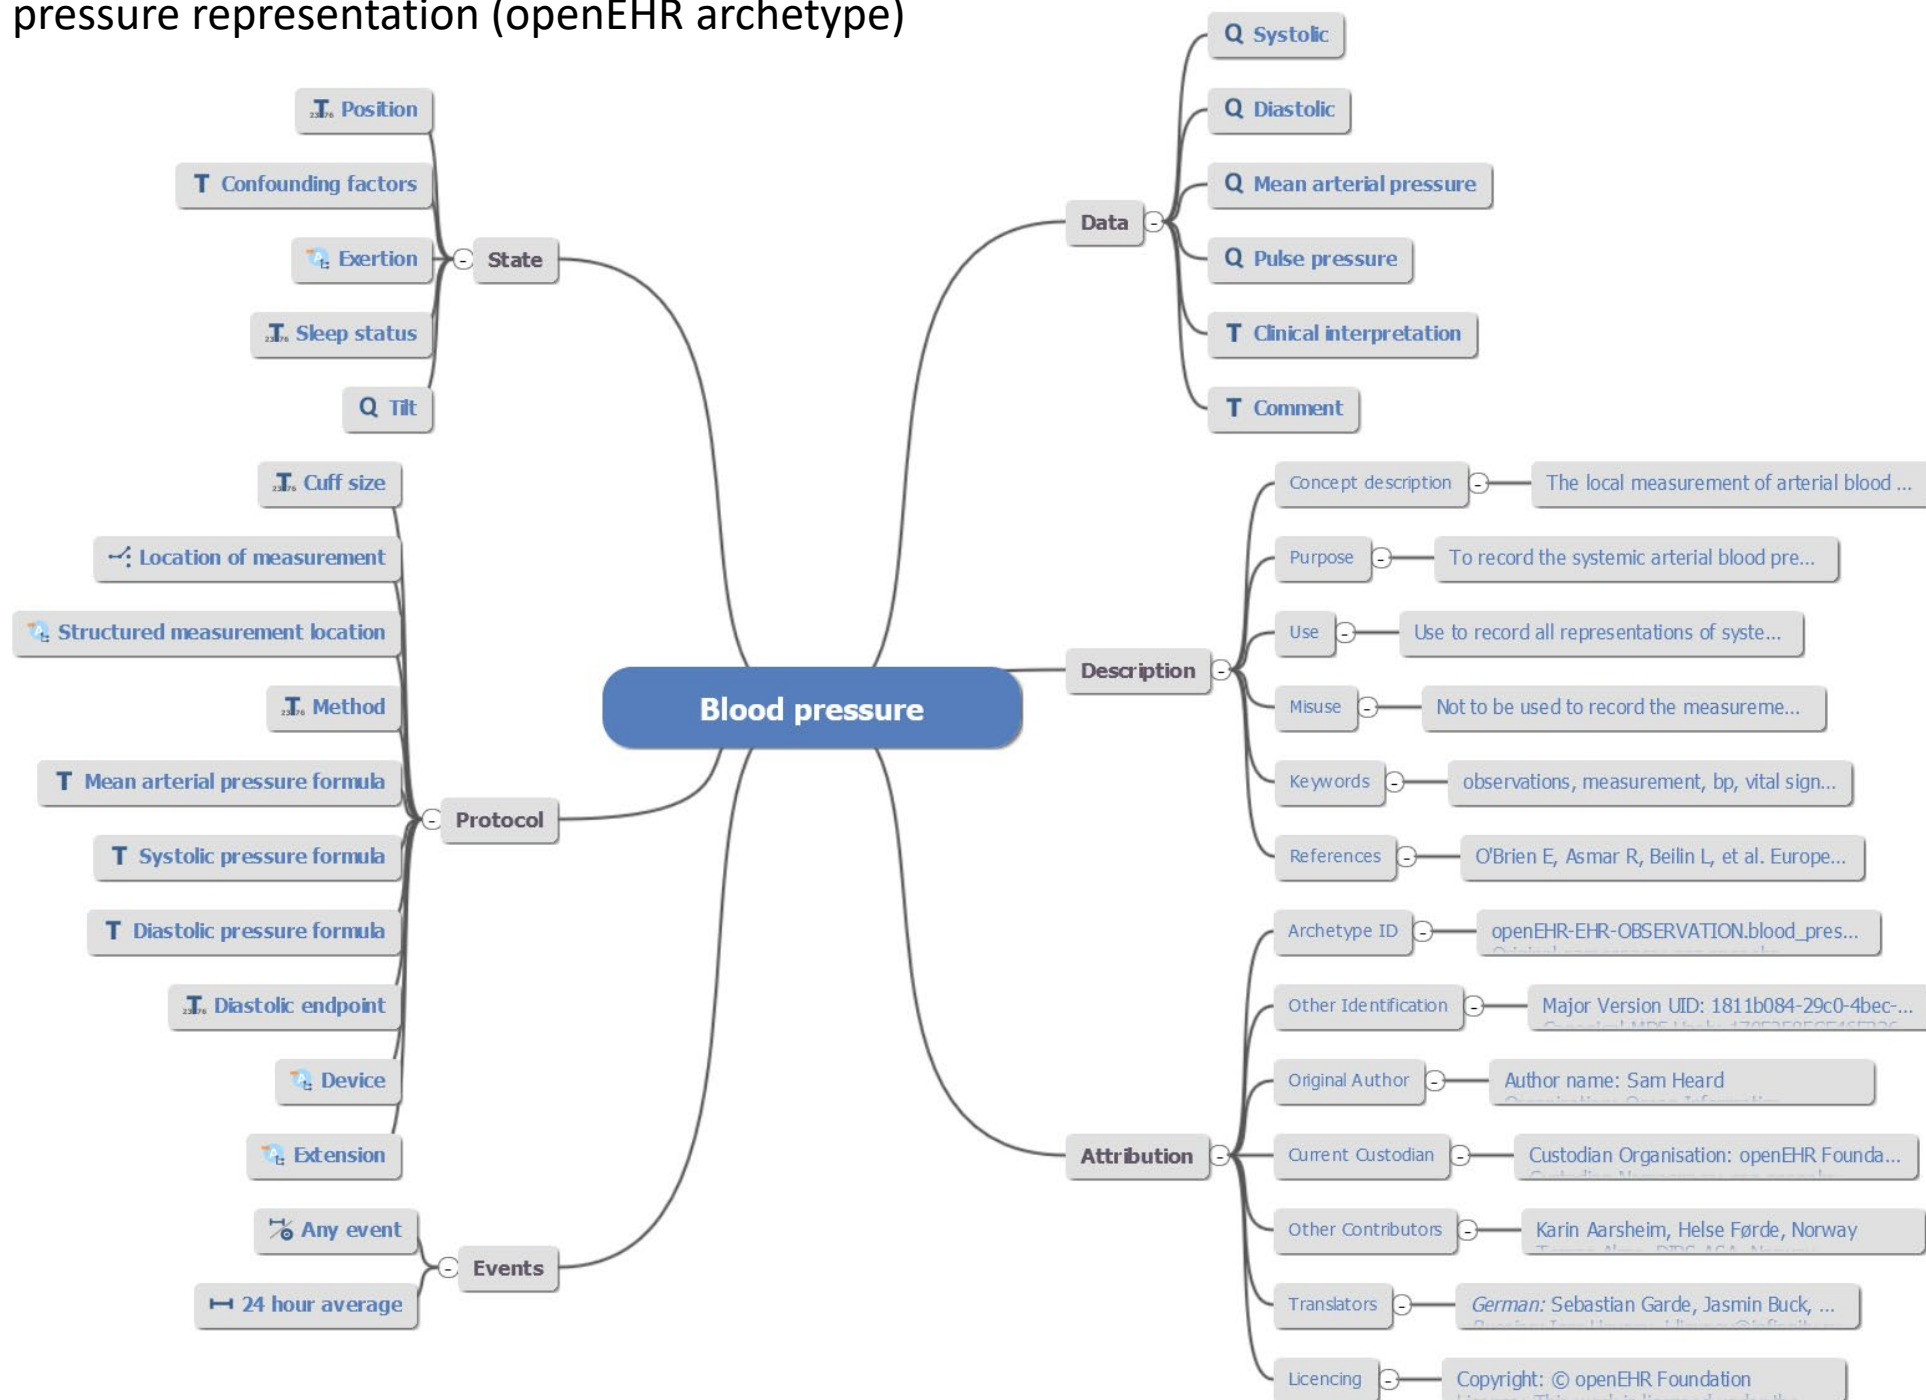 pressure representation (openEHR archetype)
Position
Confounding factors
Exertion
Sleep status
Tilt
State
Cuff size
Location of measurement
Structured measurement location
Method
Mean arterial pressure formula
Systolic pressure formula
Diastolic pressure formula
Diastolic endpoint
Device
Extension
Protocol
Any event
24 hour average
Events
Blood pressure
Data
Q Systolic
Q Diastolic
Q Mean arterial pressure
Q Pulse pressure
T Clinical interpretation
T Comment
Description
Concept description - The local measurement of arterial blood ...
Purpose - To record the systemic arterial blood pre...
Use - Use to record all representations of syste...
Misuse - Not to be used to record the measureme...
Keywords - observations, measurement, bp, vital sign...
References - O'Brien E, Asmar R, Beilin L, et al. Europe...
Attribution
Archetype ID - openEHR-EHR-OBSERVATION.blood_pres...
Other Identification - Major Version UID: 1811b084-29c0-4bec-...
Original Author - Author name: Sam Heard
Current Custodian - Custodian Organisation: openEHR Founda...
Other Contributors - Karin Aarsheim, Helse Førde, Norway
Translators - German: Sebastian Garde, Jasmin Buck, ...
Licencing - Copyright: © openEHR Foundation